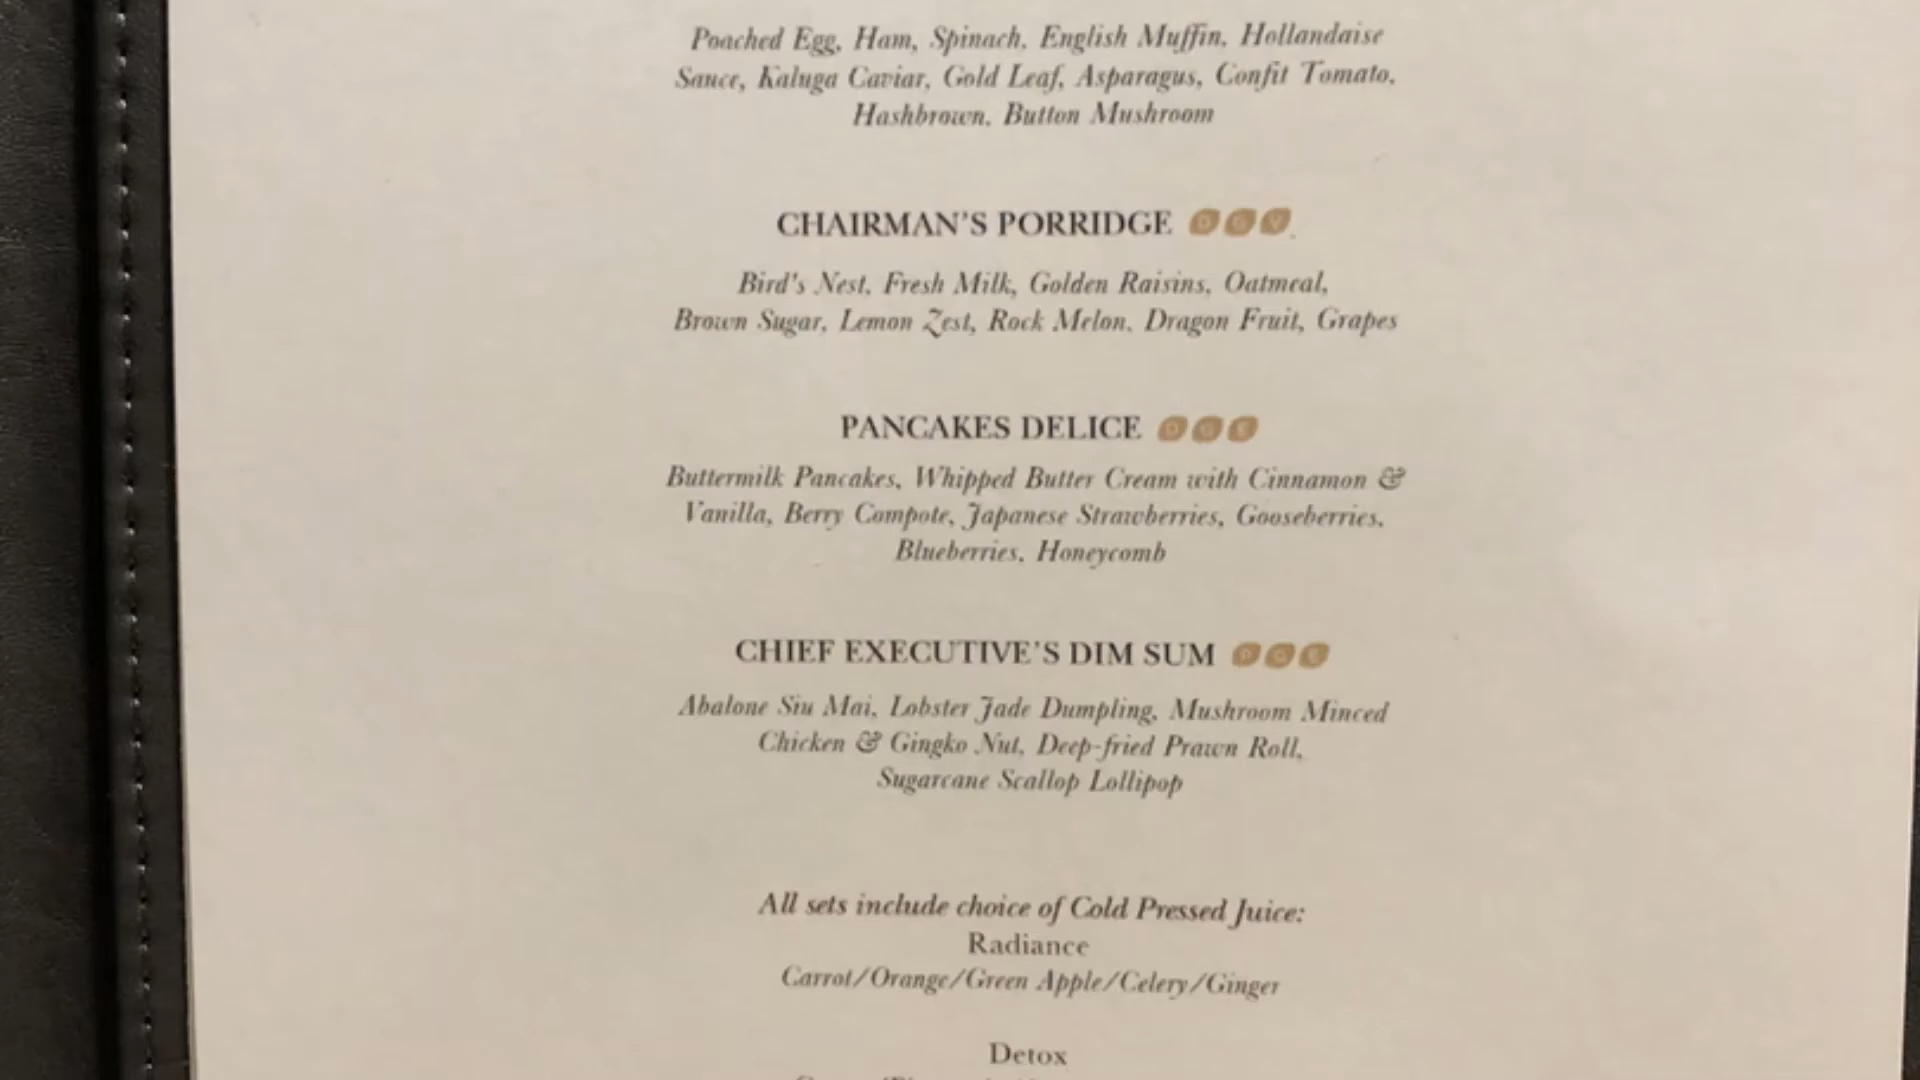 Poached Egg, Ham, Spinach, English Muffin, Hollandaise
Sauce, Kaluga Caviar, Gold Leaf, Asparagus, Confit Tomato,
Hashbrown, Button Mushroom
CHAIRMAN'S PORRIDGE
Bird's Nest, Fresh Milk, Golden Raisins, Oatmeal,
Brown Sugar, Lemon Zest, Rock Melon, Dragon Fruit, Grapes
PANCAKES DELICE
Buttermilk Pancakes, Whipped Butter Cream with Cinnamon &
Vanilla, Berry Compote, Japanese Strawberries, Gooseberries,
Blueberries, Honeycomb
CHIEF EXECUTIVE'S DIM SUM
Abalone Siu Mai, Lobster Jade Dumpling, Mushroom Minced
Chicken & Gingko Nut, Deep-fried Prawn Roll,
Sugarcane Scallop Lollipop
All sets include choice of Cold Pressed Juice:
Radiance
Carrot/Orange/Green Apple/Celery/Ginger
Detox